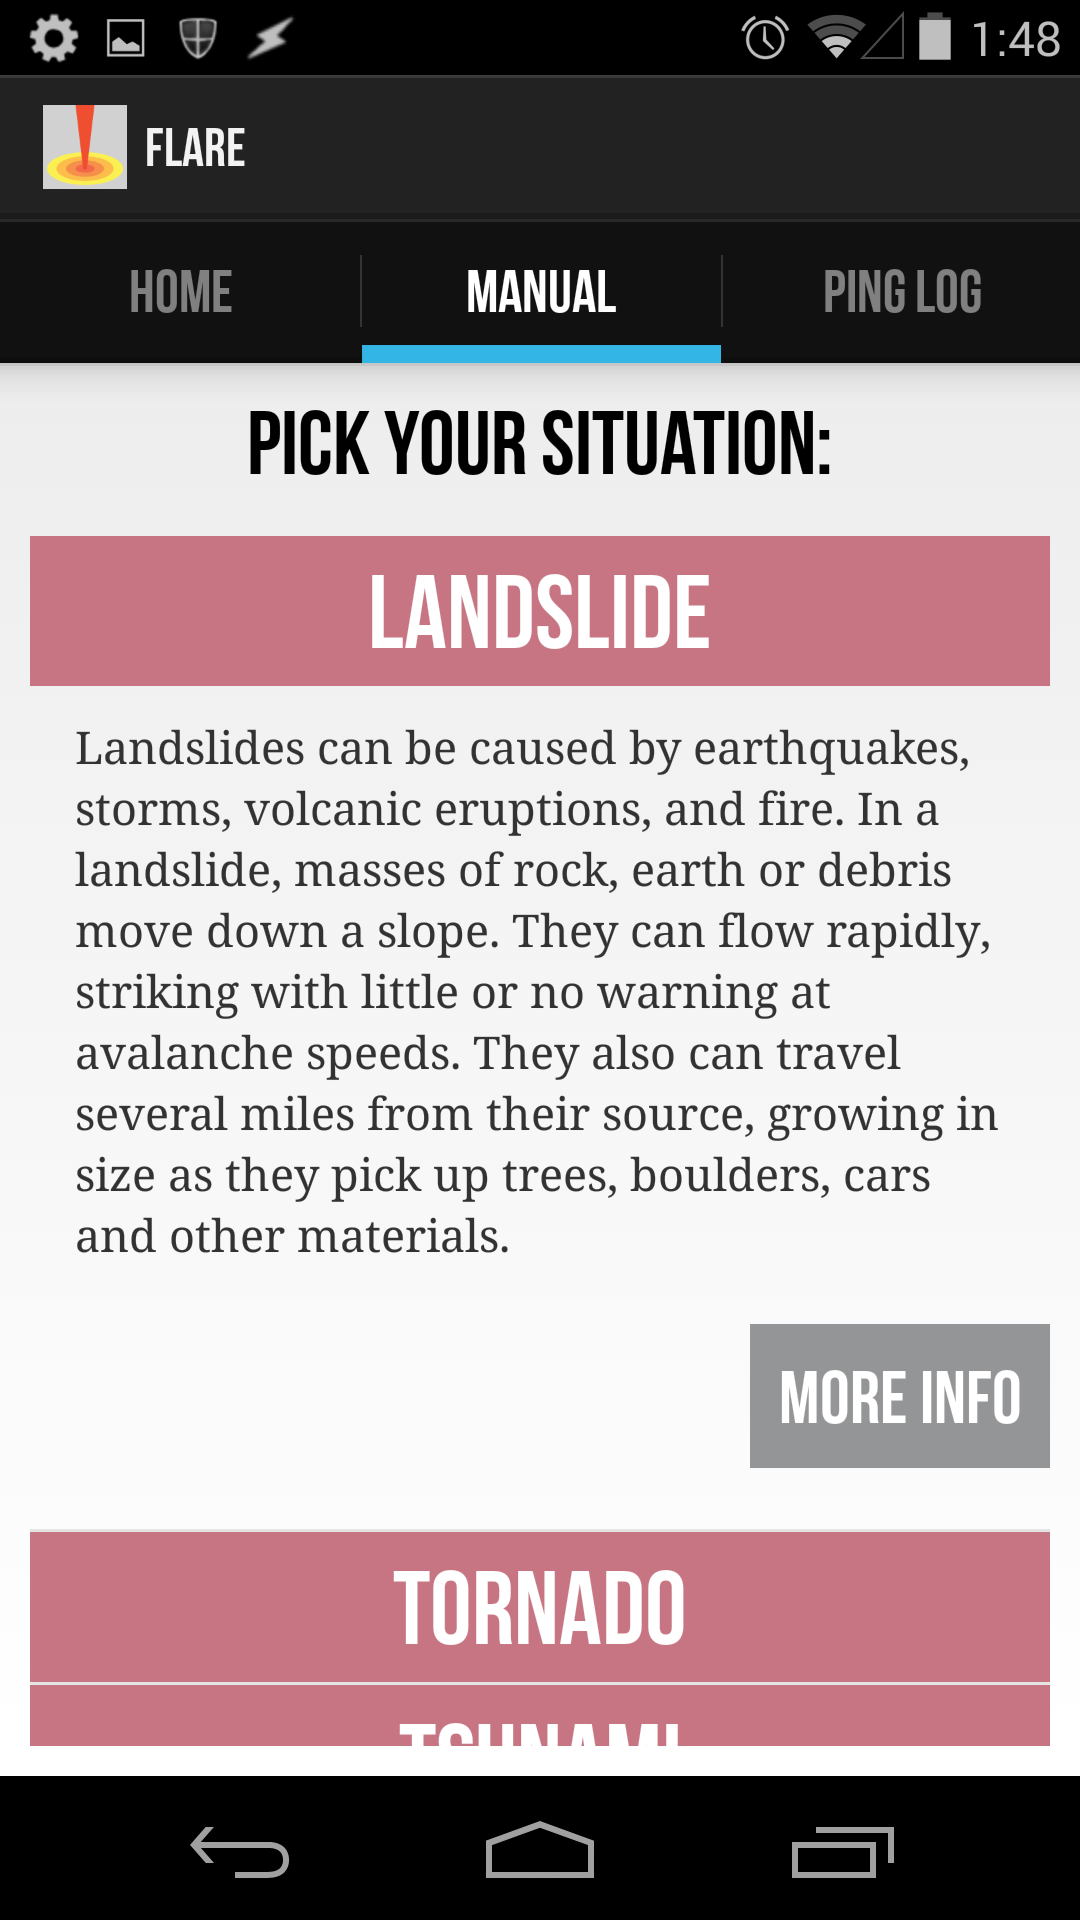 1:48
FLARE
HOME MANUAL PING LOG
PICK YOUR SITUATION:
LANDSLIDE
Landslides can be caused by earthquakes,
storms, volcanic eruptions, and fire. In a
landslide, masses of rock, earth or debris
move down a slope. They can flow rapidly,
striking with little or no warning at
avalanche speeds. They also can travel
several miles from their source, growing in
size as they pick up trees, boulders, cars
and other materials.
MORE INFO
TORNADO
TSUNAMI